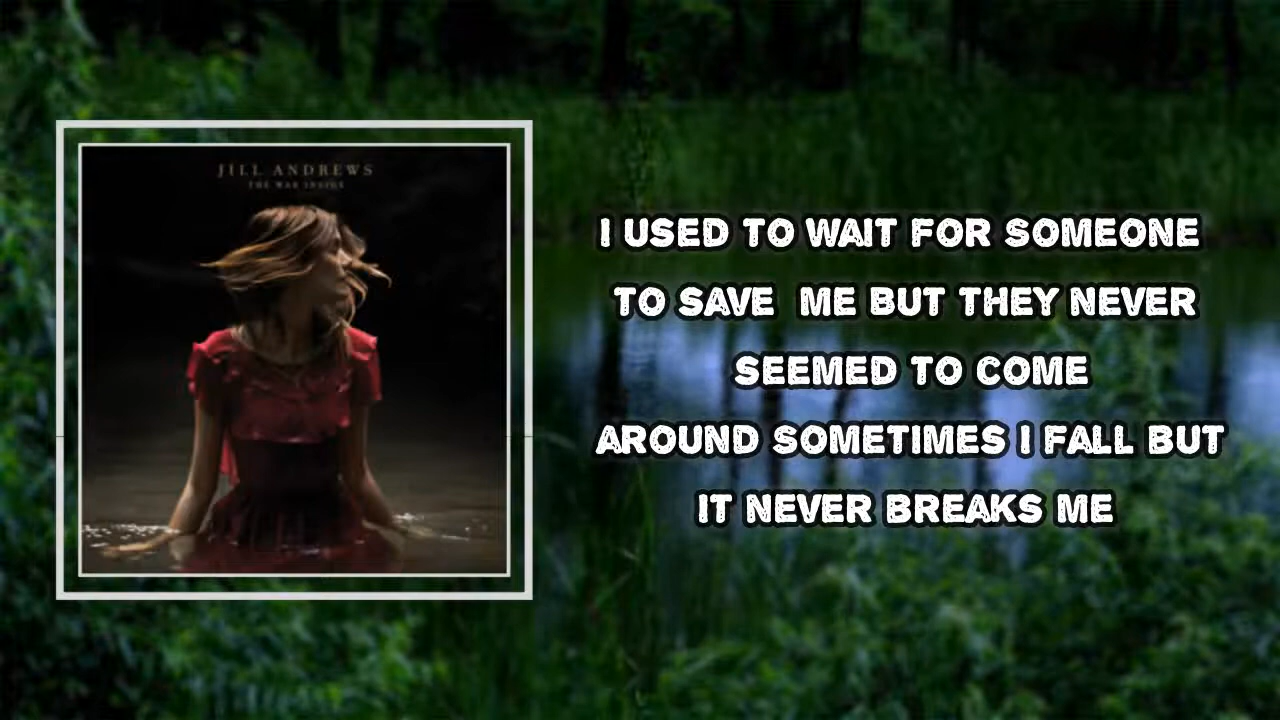 JILL ANDREWS
THE WAR INSIDE
I USED TO WAIT FOR SOMEONE
TO SAVE  ME BUT THEY NEVER
SEEMED TO COME
AROUND SOMETIMES I FALL BUT
IT NEVER BREAKS ME